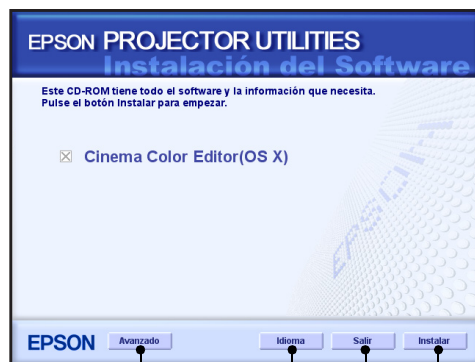 EPSON PROJECTOR UTILITIES
Instalación del Software
Este CD-ROM tiene todo el software y la información que necesita.
Pulse el botón Instalar para empezar.
Cinema Color Editor(OS X)
EPSON
EPSON Avanzado Idioma Salir Instalar